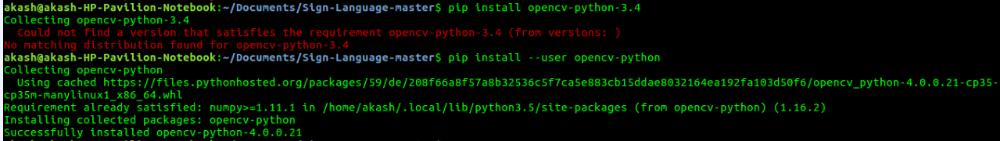 akash@akash-HP-Pavilion-Notebook:~/Documents/Sign-Language-master$ pip install opencv-python-3.4
Collecting opencv-python-3.4
  Could not find a version that satisfies the requirement opencv-python-3.4 (from versions: )
No matching distribution found for opencv-python-3.4
akash@akash-HP-Pavilion-Notebook:~/Documents/Sign-Language-master$ pip install --user opencv-python
Collecting opencv-python
  Using cached https://files.pythonhosted.org/packages/59/de/208f66a8f57a8b32536c5f7ca5e883cb15ddae8032164ea192fa103d50f6/opencv_python-4.0.0.21-cp35-
cp35m-manylinux1_x86_64.whl
Requirement already satisfied: numpy>=1.11.1 in /home/akash/.local/lib/python3.5/site-packages (from opencv-python) (1.16.2)
Installing collected packages: opencv-python
Successfully installed opencv-python-4.0.0.21